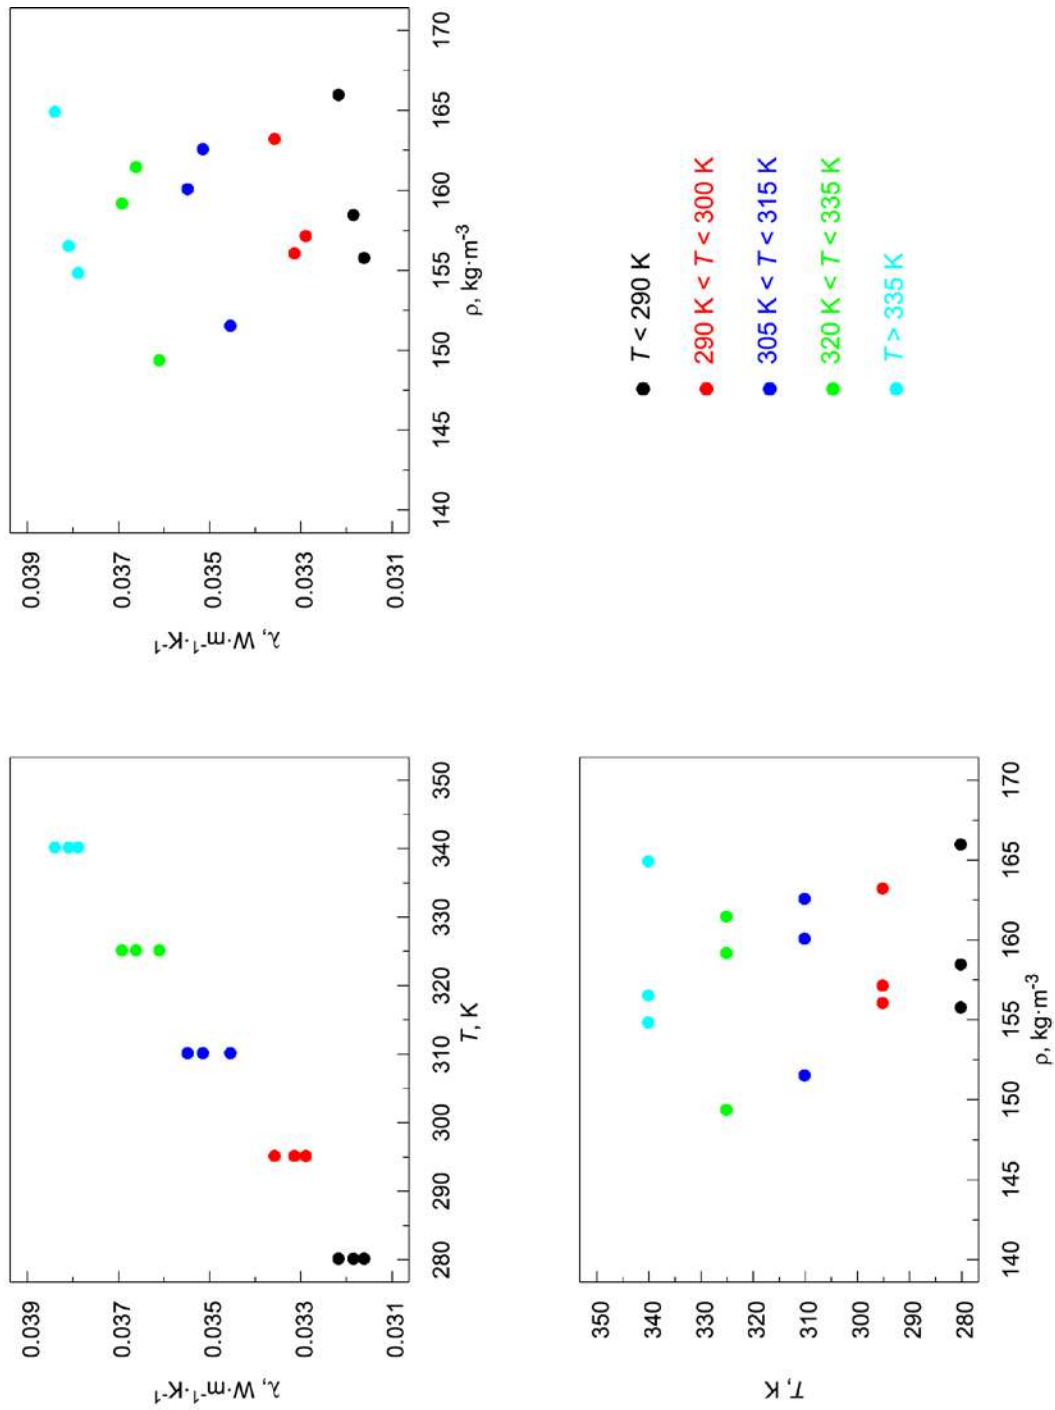 0.039
0.037
0.035
0.033
0.031
λ, W·m⁻¹·K⁻¹
280 290 300 310 320 330 340 350
T, K
0.039
0.037
0.035
0.033
0.031
λ, W·m⁻¹·K⁻¹
140 145 150 155 160 165 170
ρ, kg·m⁻³
350
340
330
320
310
300
290
280
T, K
140 145 150 155 160 165 170
ρ, kg·m⁻³
T < 290 K
290 K < T < 300 K
305 K < T < 315 K
320 K < T < 335 K
T > 335 K